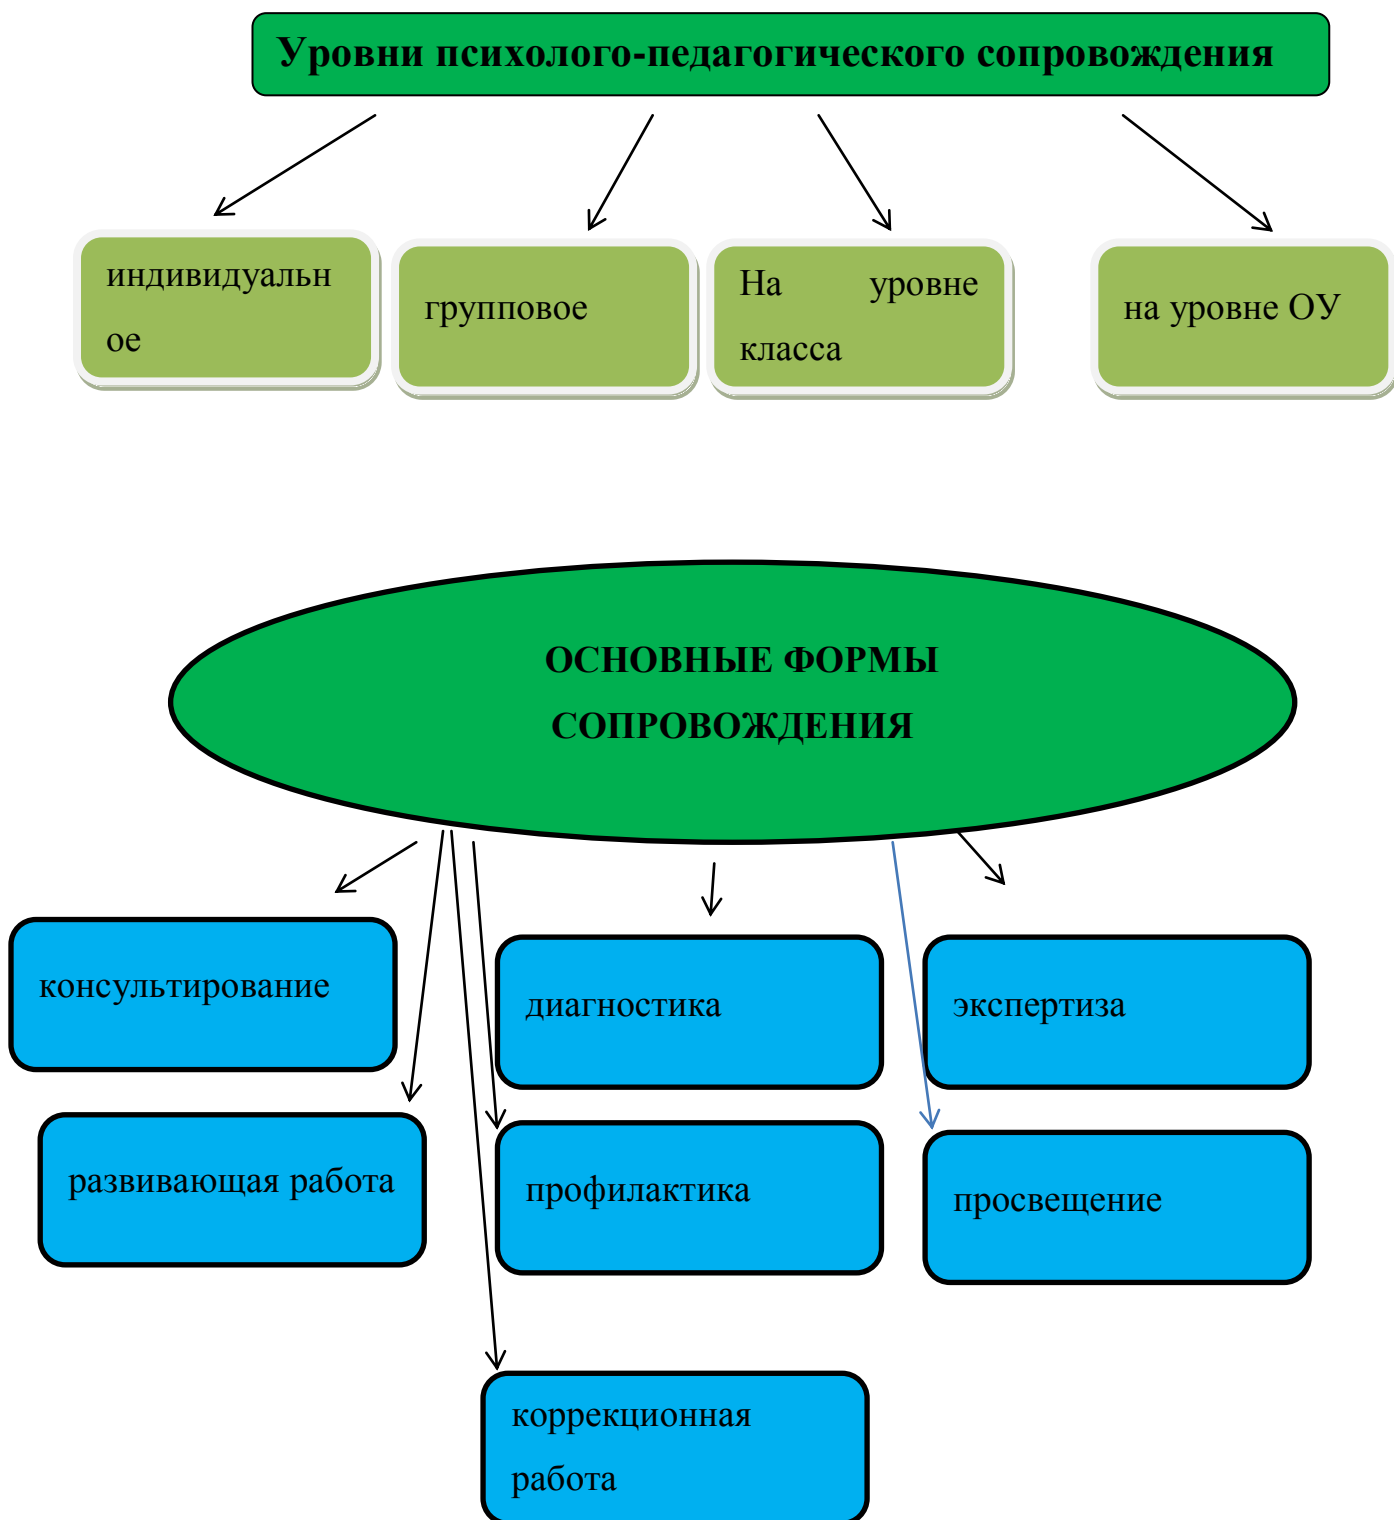 Уровни психолого-педагогического сопровождения
индивидуальн
ое
групповое
На уровне
класса
на уровне ОУ
ОСНОВНЫЕ ФОРМЫ
СОПРОВОЖДЕНИЯ
консультирование
диагностика
экспертиза
развивающая работа
профилактика
просвещение
коррекционная
работа